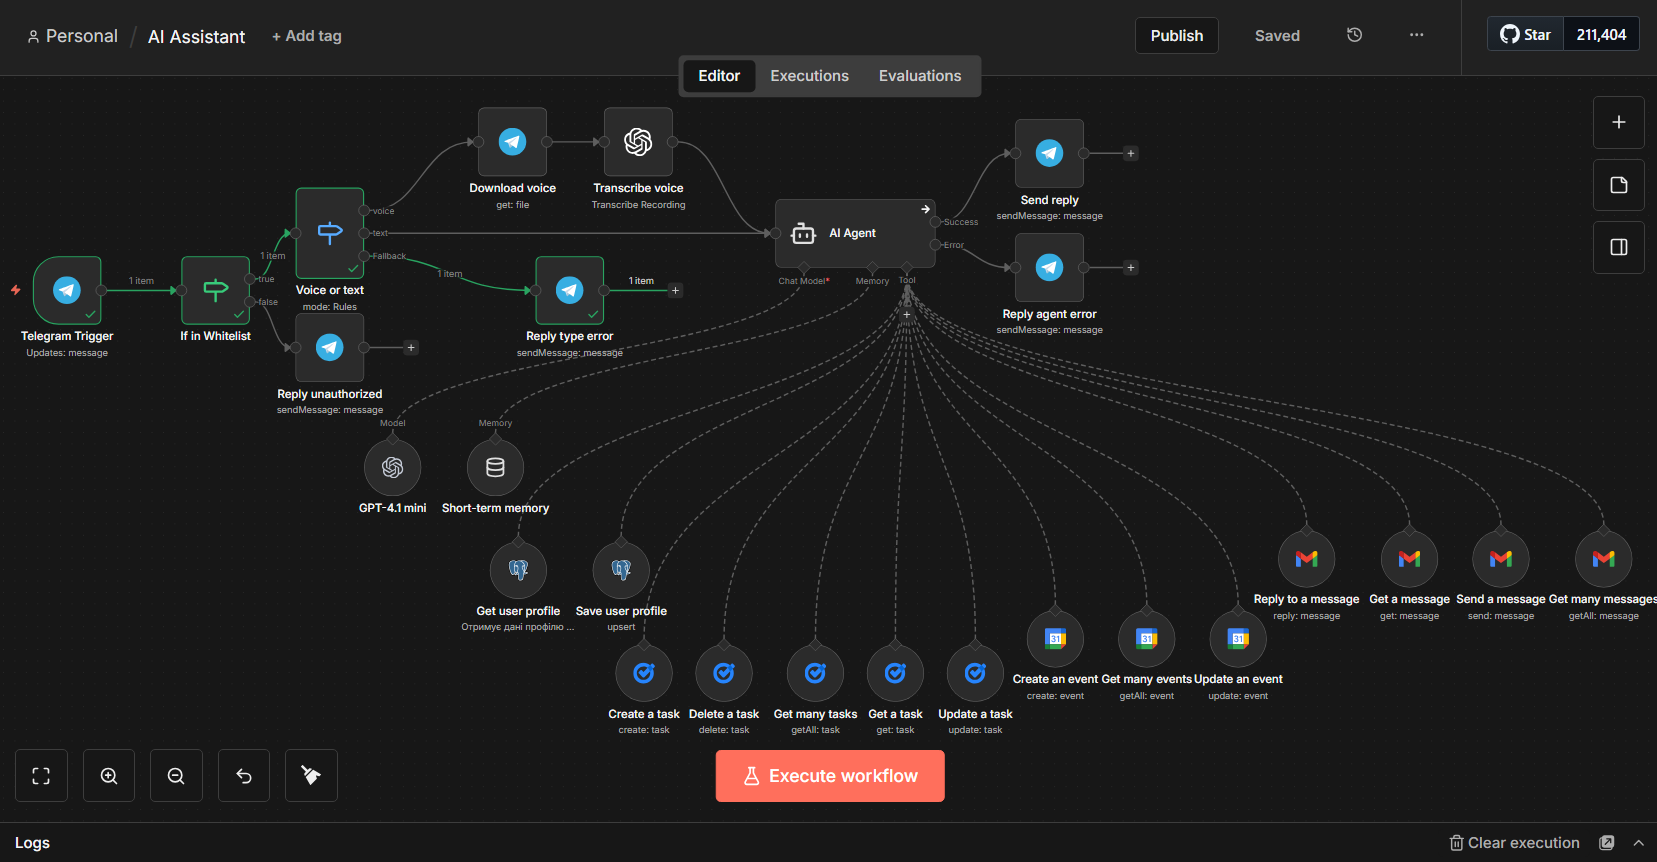 Personal / AI Assistant + Add tag
Publish Saved ... Star 211,404
Editor Executions Evaluations
Download voice
get: file
Transcribe voice
Transcribe Recording
voice
text
Fallback
Voice or text
mode: Rules
1 item
Telegram Trigger
Updates: message
1 item
true
false
If in Whitelist
Reply unauthorized
sendMessage: message
1 item
Reply type error
sendMessage: message
1 item
AI Agent
Success
Error
Chat Model*
Memory
Tool
Send reply
sendMessage: message
Reply agent error
sendMessage: message
Model
GPT-4.1 mini
Memory
Short-term memory
Get user profile
Отримує дані профілю ...
Save user profile
upsert
Create a task
create: task
Delete a task
delete: task
Get many tasks
getAll: task
Get a task
get: task
Update a task
update: task
31
Create an event
create: event
31
Get many events
getAll: event
31
Update an event
update: event
Reply to a message
reply: message
Get a message
get: message
Send a message
send: message
Get many messages
getAll: message
Execute workflow
Logs
Clear execution